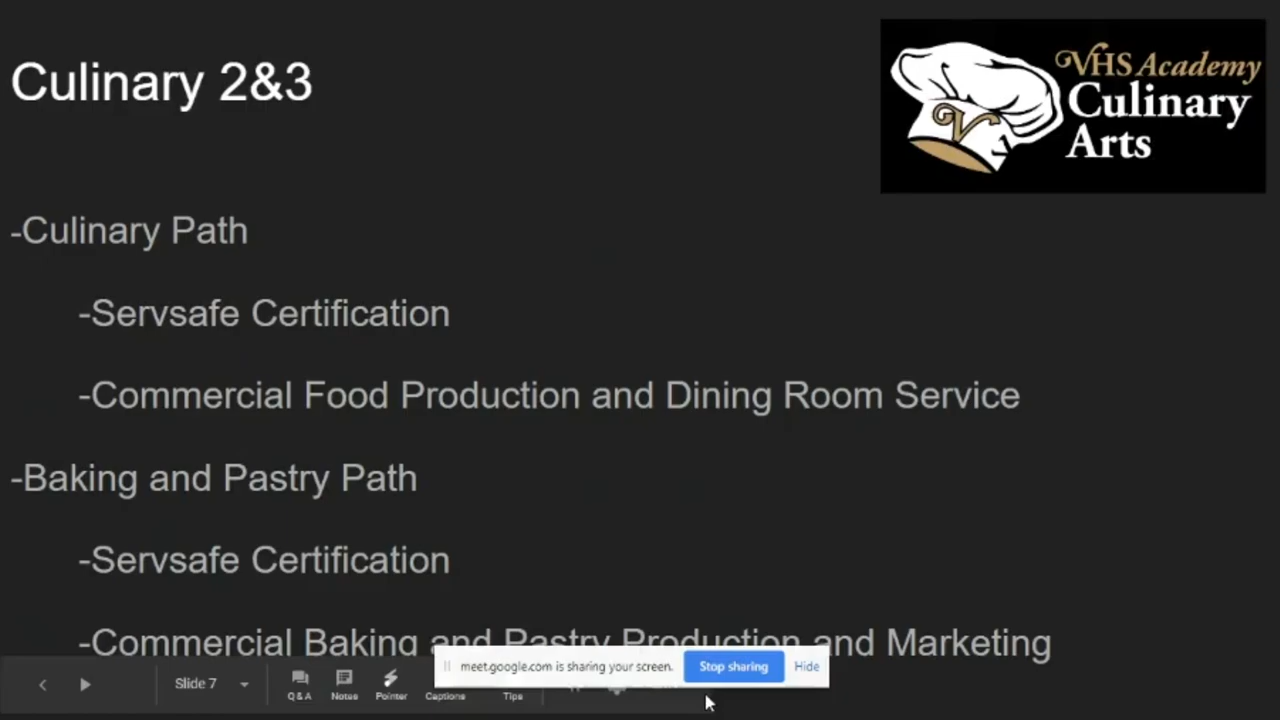 Culinary 2&3
VHS Academy
Culinary
Arts
-Culinary Path
-Servsafe Certification
-Commercial Food Production and Dining Room Service
-Baking and Pastry Path
-Servsafe Certification
-Commercial Baking and Pastry Production and Marketing
meet.google.com is sharing your screen.
Stop sharing
Hide
Slide 7
Q & A
Notes
Pointer
Captions
Tips